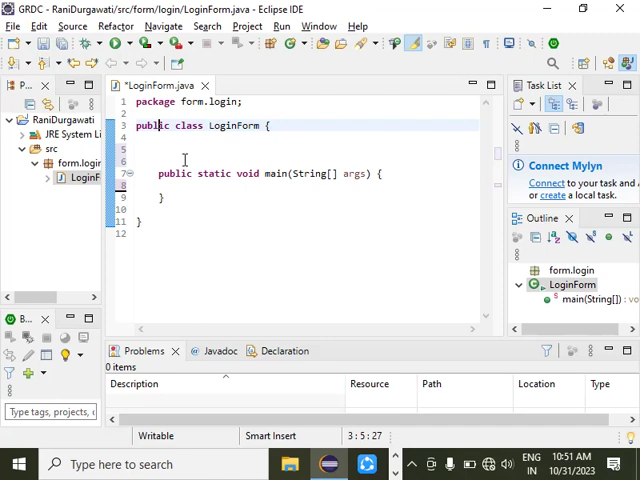 GRDC - RaniDurgawati/src/form/login/LoginForm.java - Eclipse IDE
File Edit Source Refactor Navigate Search Project Run Window Help
P...
RaniDurgawati
JRE System Li
src
form.login
LoginF
*LoginForm.java
1 package form.login;
2
3 public class LoginForm {
4
5
6
7 public static void main(String[] args) {
8
9 }
10
11 }
12
Task List
Connect Mylyn
Connect to your task and
or create a local task.
Outline
form.login
LoginForm
main(String[]) : vo
B...
Type tags, projects, o
Problems Javadoc Declaration
0 items
Description Resource Path Location Type
Writable Smart Insert 3 : 5 : 27
Type here to search
ENG
IN
10:51 AM
10/31/2023